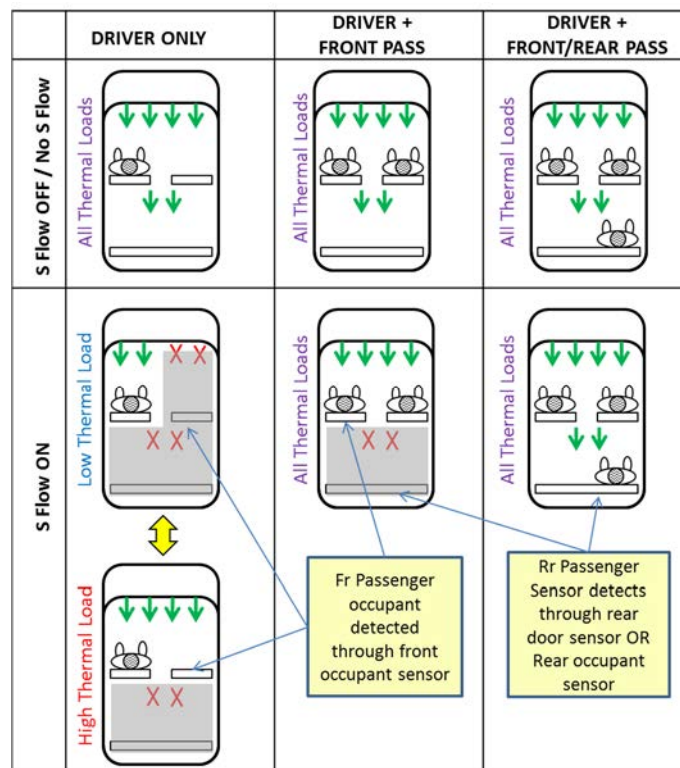 DRIVER ONLY
DRIVER +
FRONT PASS
DRIVER +
FRONT/REAR PASS
S Flow OFF / No S Flow
All Thermal Loads
All Thermal Loads
All Thermal Loads
S Flow ON
Low Thermal Load
All Thermal Loads
All Thermal Loads
High Thermal Load
Fr Passenger
occupant
detected
through front
occupant sensor
Rr Passenger
Sensor detects
through rear
door sensor OR
Rear occupant
sensor